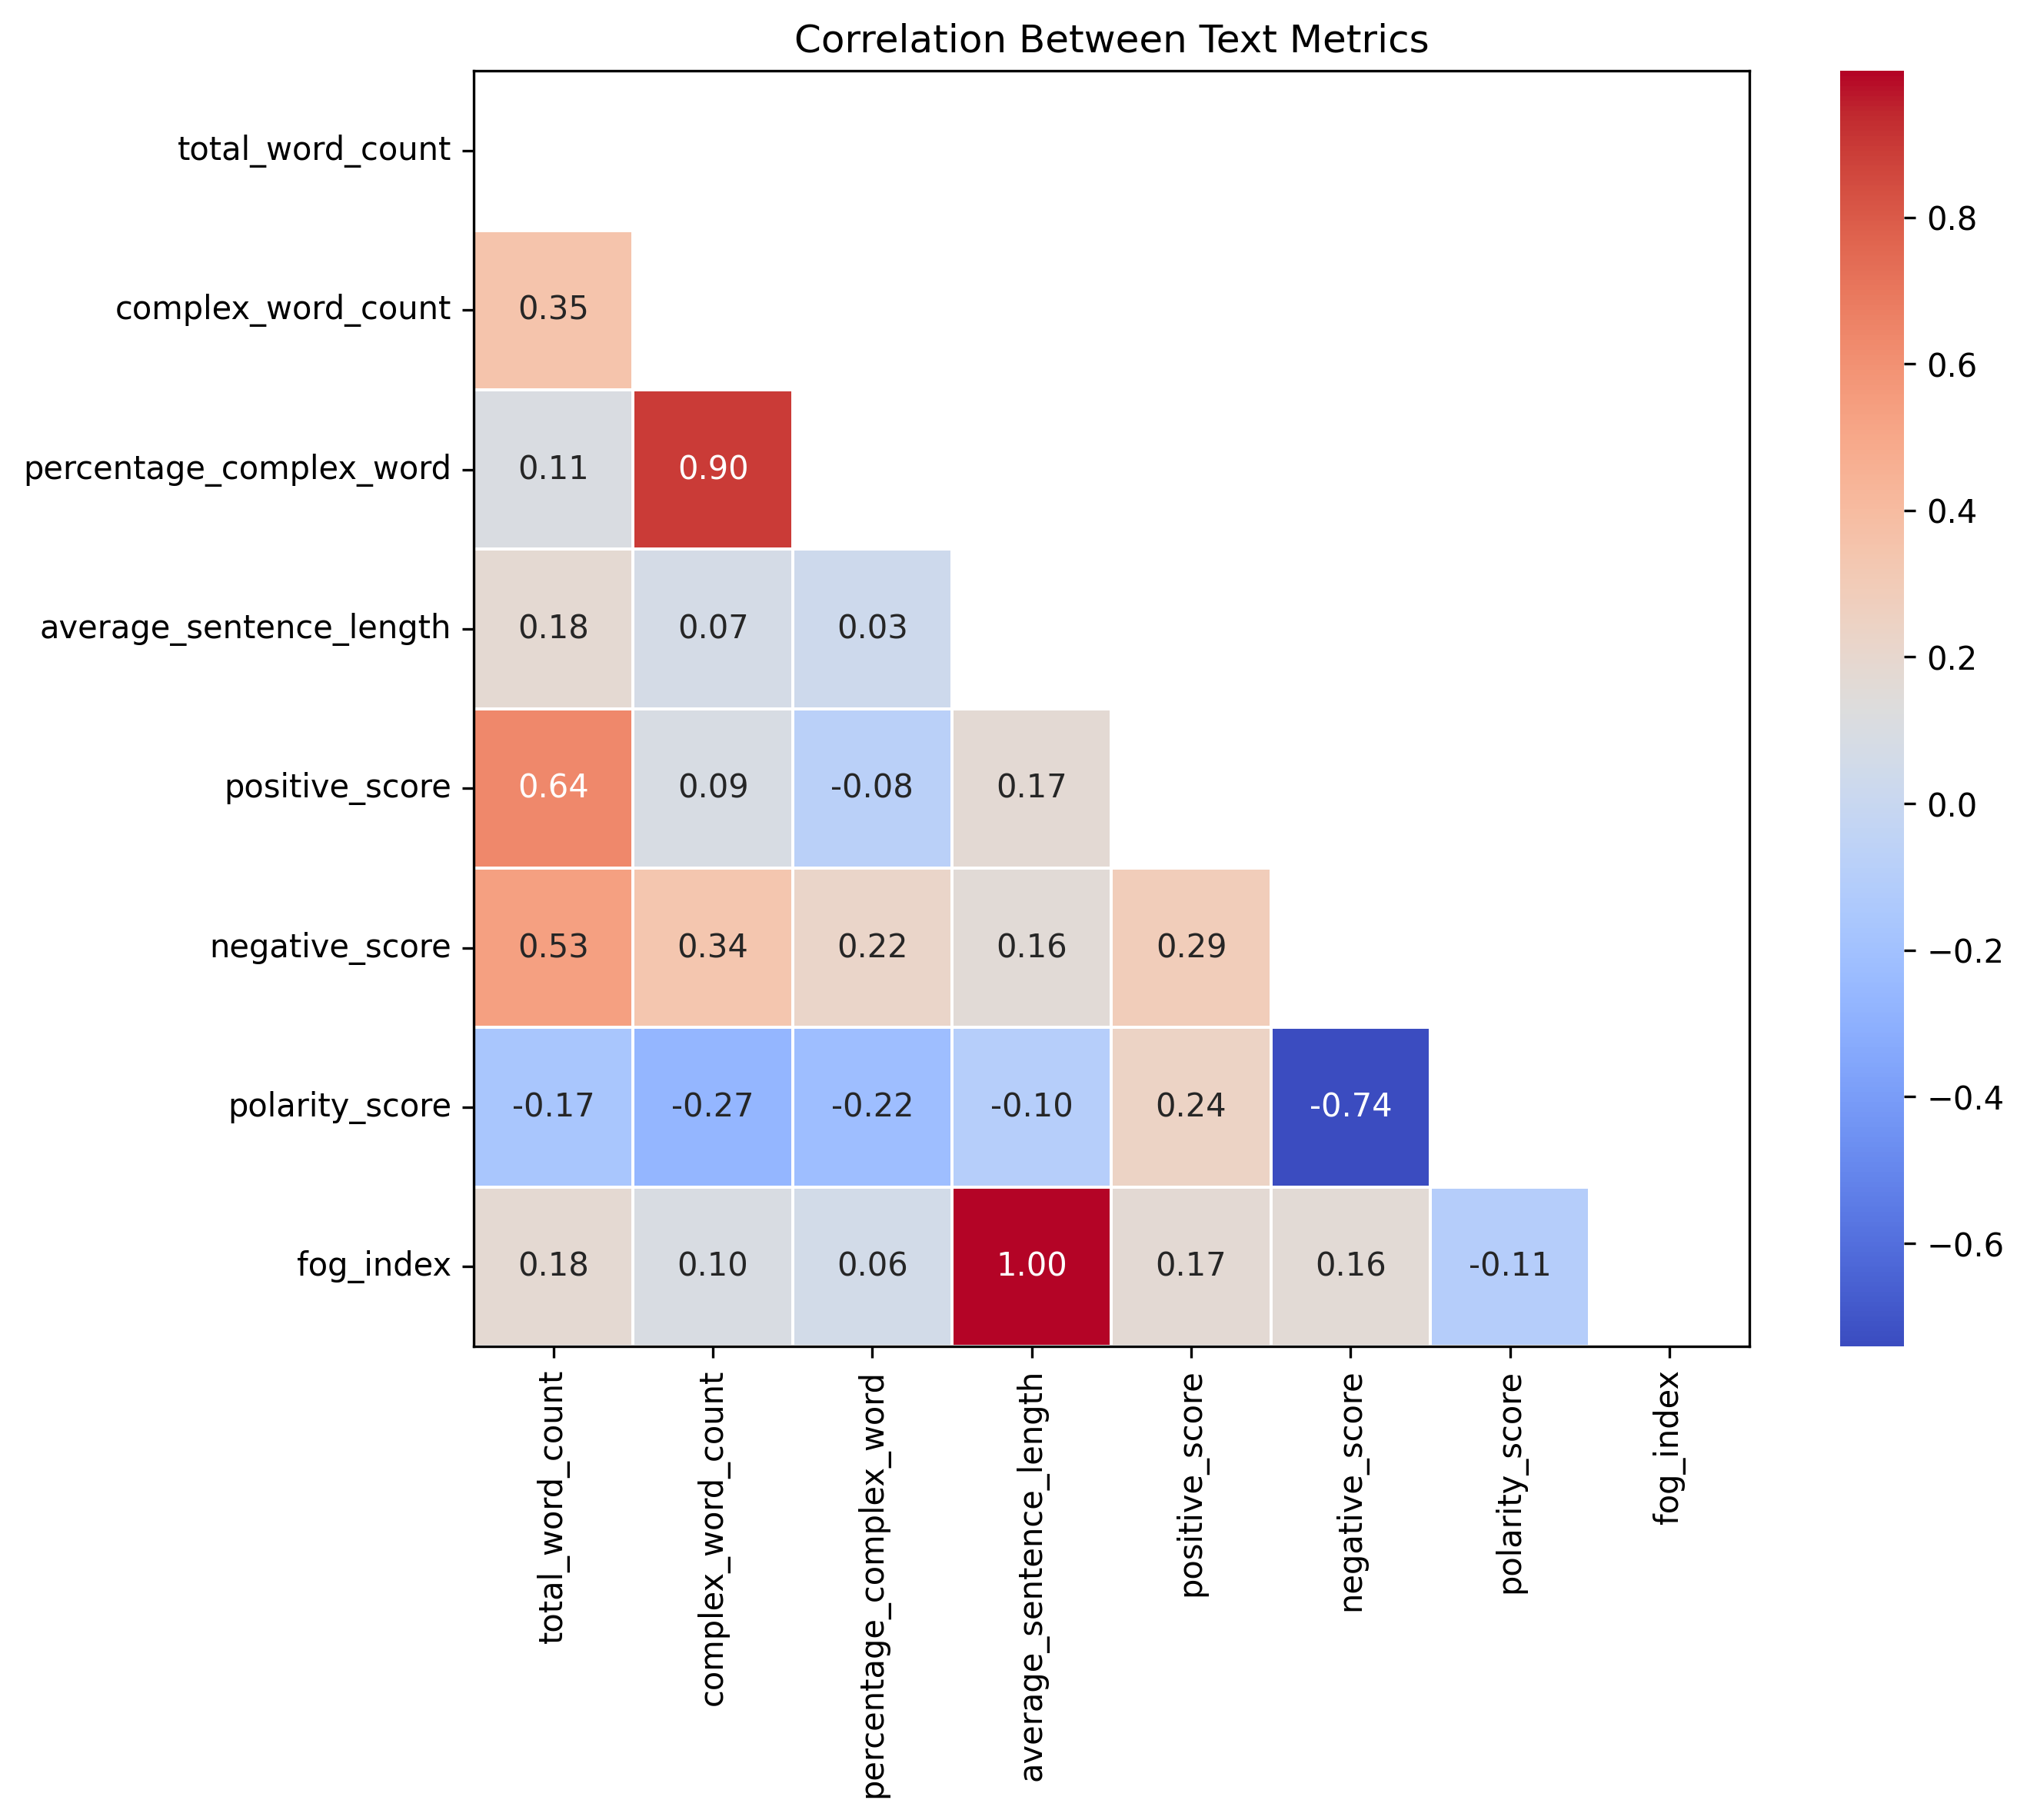 Correlation Between Text Metrics
total_word_count
complex_word_count
0.35
percentage_complex_word
0.11 0.90
average_sentence_length
0.18 0.07 0.03
positive_score
0.64 0.09 -0.08 0.17
negative_score
0.53 0.34 0.22 0.16 0.29
polarity_score
-0.17 -0.27 -0.22 -0.10 0.24 -0.74
fog_index
0.18 0.10 0.06 1.00 0.17 0.16 -0.11
total_word_count
complex_word_count
percentage_complex_word
average_sentence_length
positive_score
negative_score
polarity_score
fog_index
0.8
0.6
0.4
0.2
0.0
−0.2
−0.4
−0.6